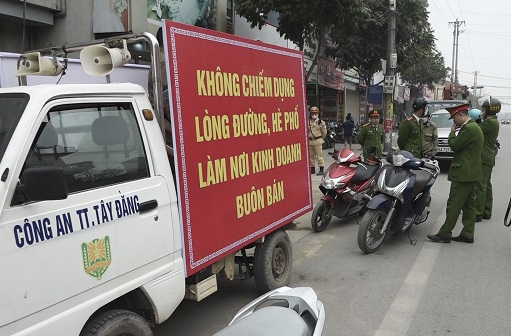 KHÔNG CHIẾM DỤNG
LÒNG ĐƯỜNG, HÈ PHỐ
LÀM NƠI KINH DOANH
BUÔN BÁN
CÔNG AN TT. TÂY ĐẰNG